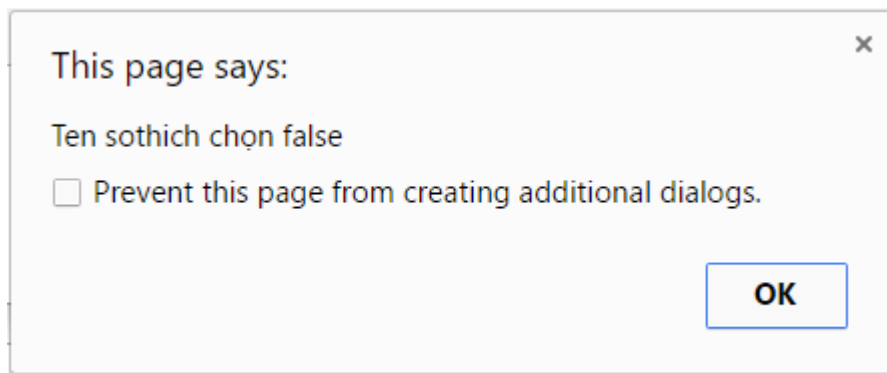 This page says:
Ten sothich chọn false
Prevent this page from creating additional dialogs.
OK